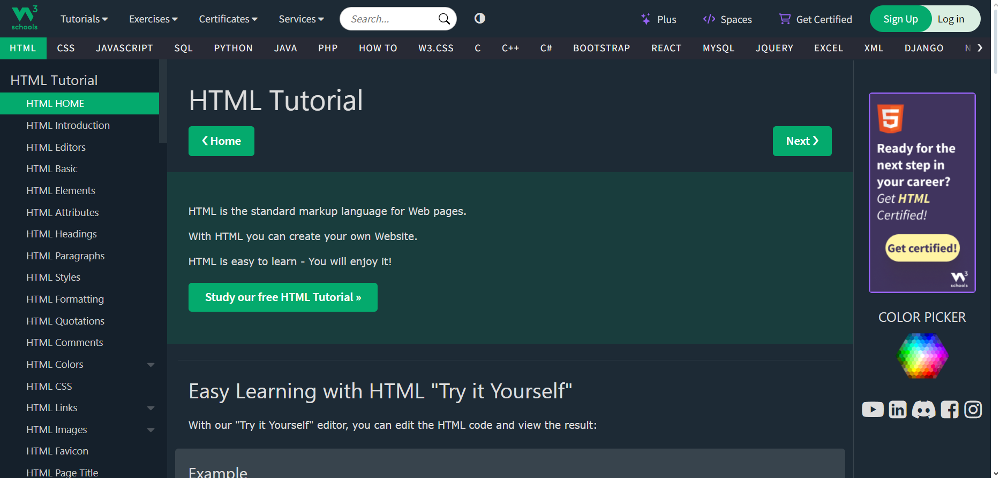 3
schools
Tutorials
Exercises
Certificates
Services
Search...
Plus
</> Spaces
Get Certified
Sign Up
Log in
HTML
CSS
JAVASCRIPT
SQL
PYTHON
JAVA
PHP
HOW TO
W3.CSS
C
C++
C#
BOOTSTRAP
REACT
MYSQL
JQUERY
EXCEL
XML
DJANGO
N ❯
HTML Tutorial
HTML HOME
HTML Introduction
HTML Editors
HTML Basic
HTML Elements
HTML Attributes
HTML Headings
HTML Paragraphs
HTML Styles
HTML Formatting
HTML Quotations
HTML Comments
HTML Colors
HTML CSS
HTML Links
HTML Images
HTML Favicon
HTML Page Title
HTML Tutorial
❮ Home
Next ❯
HTML is the standard markup language for Web pages.
With HTML you can create your own Website.
HTML is easy to learn - You will enjoy it!
Study our free HTML Tutorial »
Easy Learning with HTML "Try it Yourself"
With our "Try it Yourself" editor, you can edit the HTML code and view the result:
Example
5
Ready for the
next step in
your career?
Get HTML
Certified!
Get certified!
3
schools
COLOR PICKER
in